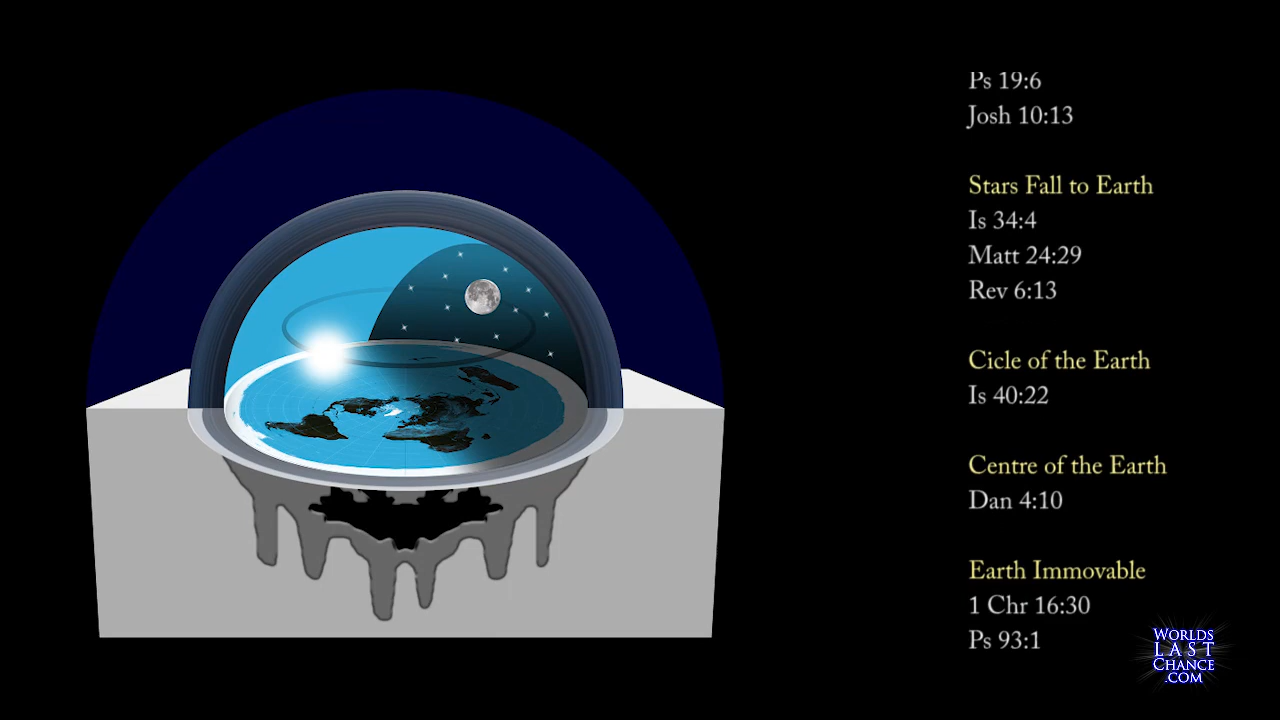 Ps 19:6
Josh 10:13
Stars Fall to Earth
Is 34:4
Matt 24:29
Rev 6:13
Cicle of the Earth
Is 40:22
Centre of the Earth
Dan 4:10
Earth Immovable
1 Chr 16:30
Ps 93:1
WORLDS
LAST
CHANCE
.COM